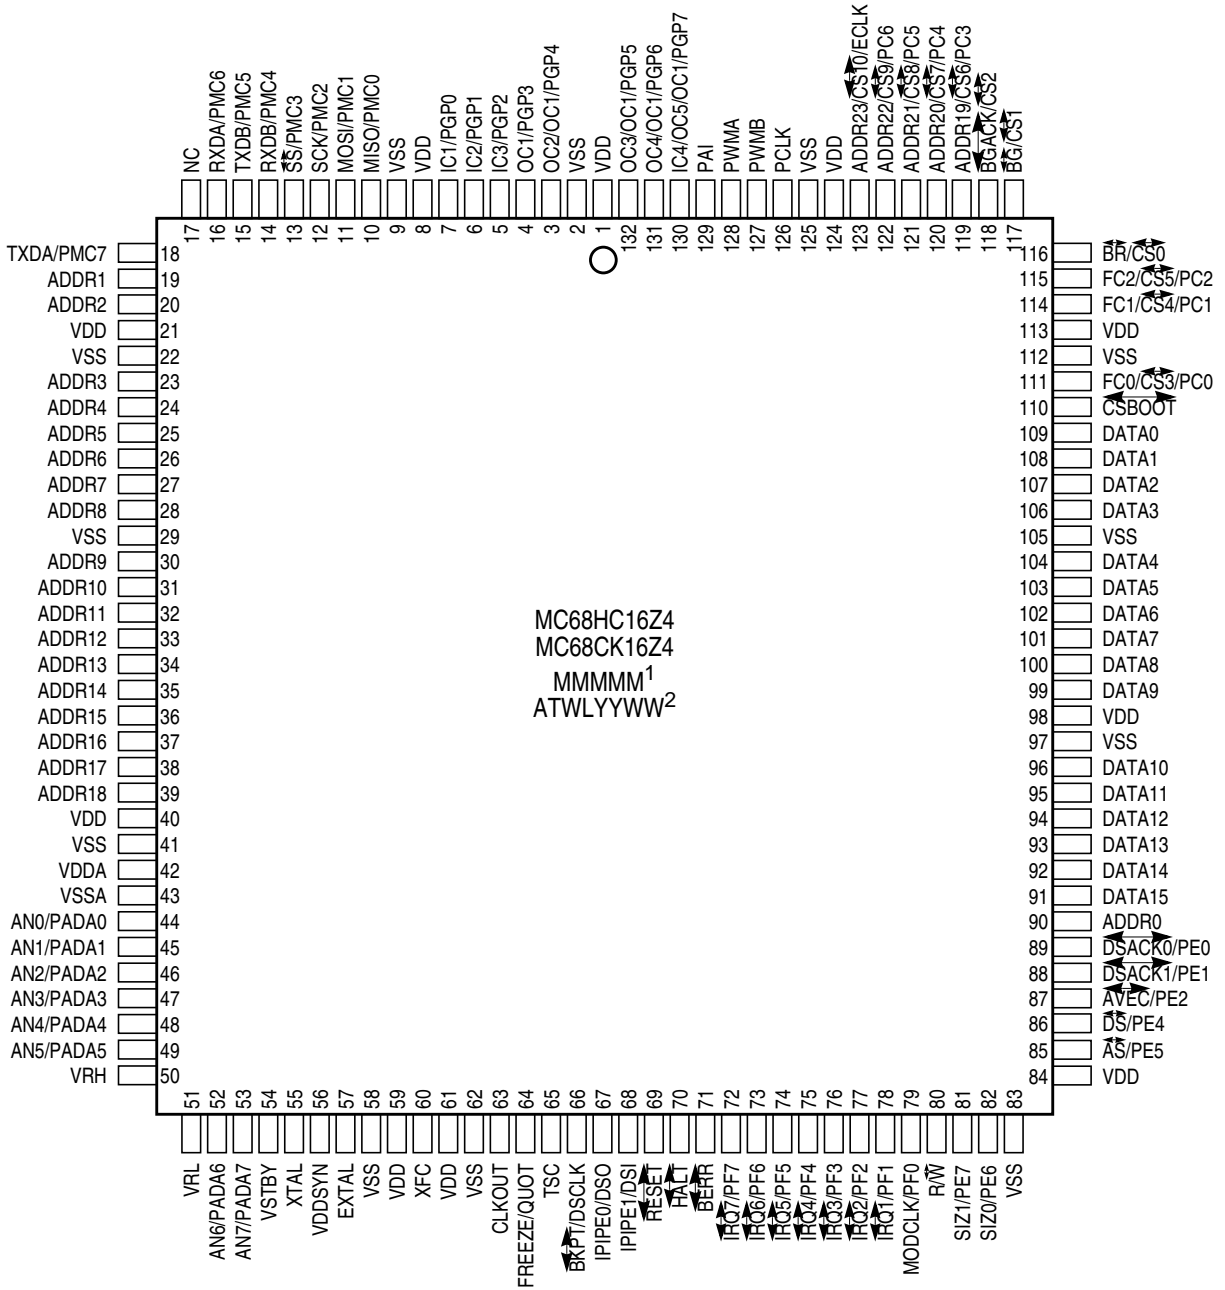 NC
RXDA/PMC6
TXDB/PMC5
RXDB/PMC4
SS/PMC3
SCK/PMC2
MOSI/PMC1
MISO/PMC0
VSS
VDD
IC1/PGP0
IC2/PGP1
IC3/PGP2
OC1/PGP3
OC2/OC1/PGP4
VSS
VDD
OC3/OC1/PGP5
OC4/OC1/PGP6
IC4/OC5/OC1/PGP7
PAI
PWMA
PWMB
PCLK
VSS
VDD
ADDR23/CS10/ECLK
ADDR22/CS9/PC6
ADDR21/CS8/PC5
ADDR20/CS7/PC4
ADDR19/CS6/PC3
BGACK/CS2
BG/CS1
17 16 15 14 13 12 11 10 9 8 7 6 5 4 3 2 1 132 131 130 129 128 127 126 125 124 123 122 121 120 119 118 117
TXDA/PMC7 18
ADDR1 19
ADDR2 20
VDD 21
VSS 22
ADDR3 23
ADDR4 24
ADDR5 25
ADDR6 26
ADDR7 27
ADDR8 28
VSS 29
ADDR9 30
ADDR10 31
ADDR11 32
ADDR12 33
ADDR13 34
ADDR14 35
ADDR15 36
ADDR16 37
ADDR17 38
ADDR18 39
VDD 40
VSS 41
VDDA 42
VSSA 43
AN0/PADA0 44
AN1/PADA1 45
AN2/PADA2 46
AN3/PADA3 47
AN4/PADA4 48
AN5/PADA5 49
VRH 50
MC68HC16Z4
MC68CK16Z4
MMMMM1
ATWLYYWW2
116 BR/CS0
115 FC2/CS5/PC2
114 FC1/CS4/PC1
113 VDD
112 VSS
111 FC0/CS3/PC0
110 CSBOOT
109 DATA0
108 DATA1
107 DATA2
106 DATA3
105 VSS
104 DATA4
103 DATA5
102 DATA6
101 DATA7
100 DATA8
99 DATA9
98 VDD
97 VSS
96 DATA10
95 DATA11
94 DATA12
93 DATA13
92 DATA14
91 DATA15
90 ADDR0
89 DSACK0/PE0
88 DSACK1/PE1
87 AVEC/PE2
86 DS/PE4
85 AS/PE5
84 VDD
51 52 53 54 55 56 57 58 59 60 61 62 63 64 65 66 67 68 69 70 71 72 73 74 75 76 77 78 79 80 81 82 83
VRL
AN6/PADA6
AN7/PADA7
VSTBY
XTAL
VDDSYN
EXTAL
VSS
VDD
XFC
VDD
VSS
CLKOUT
FREEZE/QUOT
TSC
BKPT/DSCLK
IPIPE0/DSO
IPIPE1/DSI
RESET
HALT
BERR
IRQ7/PF7
IRQ6/PF6
IRQ5/PF5
IRQ4/PF4
IRQ3/PF3
IRQ2/PF2
IRQ1/PF1
MODCLK/PF0
R/W
SIZ1/PE7
SIZ0/PE6
VSS